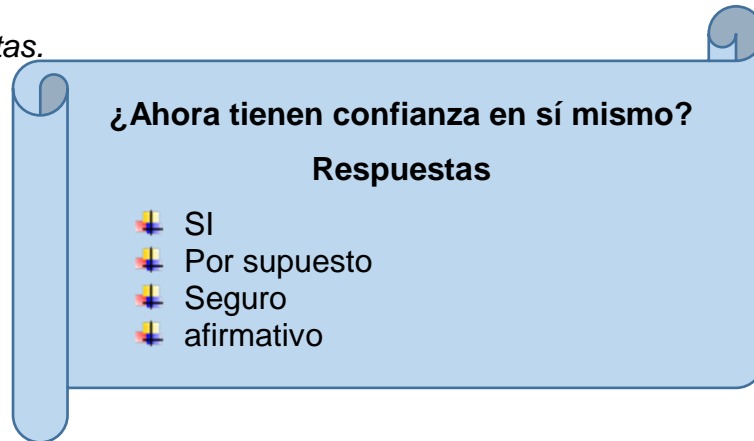 ¿Ahora tienen confianza en sí mismo?
Respuestas
SI
Por supuesto
Seguro
afirmativo